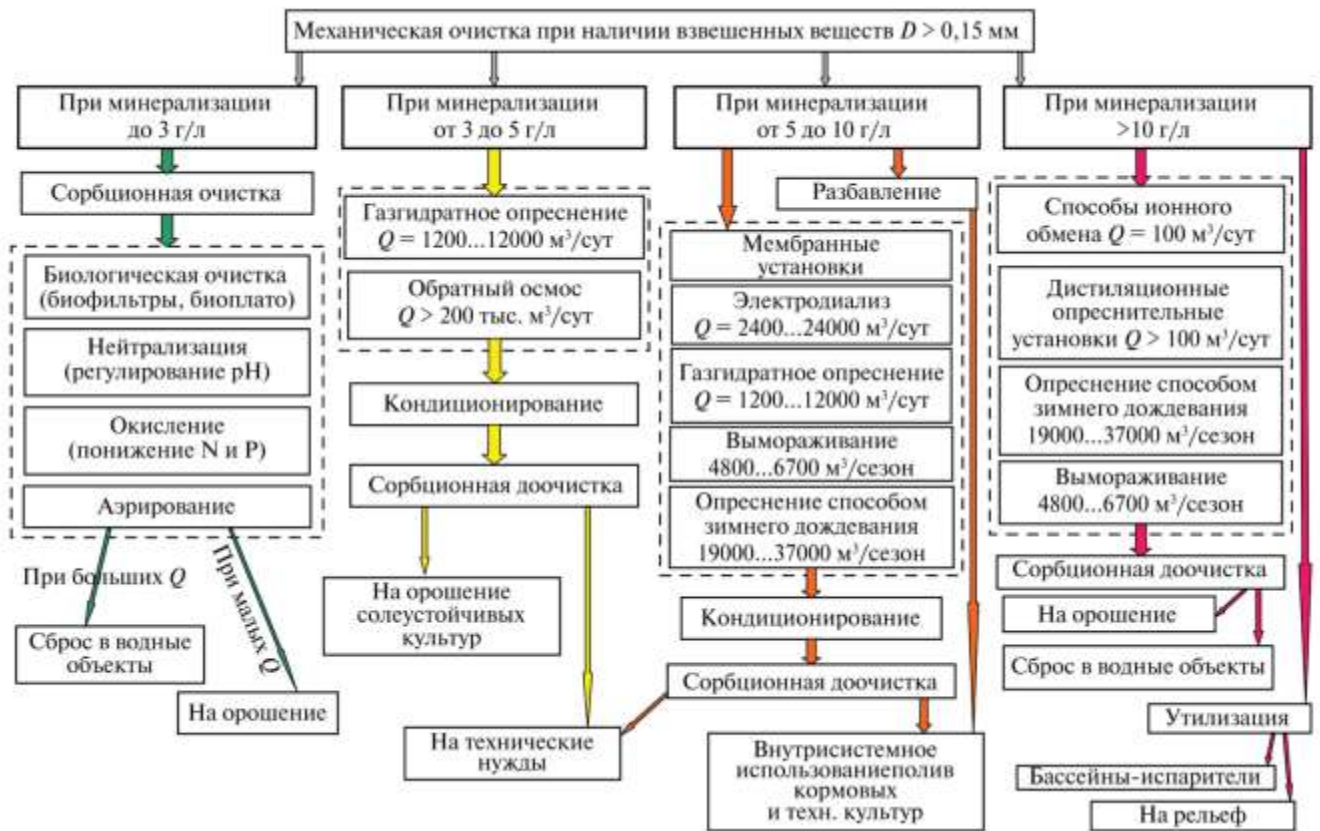 Механическая очистка при наличии взвешенных веществ D > 0,15 мм
При минерализации
до 3 г/л
Сорбционная очистка
Биологическая очистка
(биофильтры, биоплато)
Нейтрализация
(регулирование pH)
Окисление
(понижение N и P)
Аэрирование
При больших Q
При малых Q
Сброс в водные
объекты
На орошение
При минерализации
от 3 до 5 г/л
Газгидратное опреснение
Q = 1200...12000 м³/сут
Обратный осмос
Q > 200 тыс. м³/сут
Кондиционирование
Сорбционная доочистка
На орошение
солеустойчивых
культур
На технические
нужды
При минерализации
от 5 до 10 г/л
Разбавление
Мембранные
установки
Электродиализ
Q = 2400...24000 м³/сут
Газгидратное опреснение
Q = 1200...12000 м³/сут
Вымораживание
4800...6700 м³/сезон
Опреснение способом
зимнего дождевания
19000...37000 м³/сезон
Кондиционирование
Сорбционная доочистка
Внутрисистемное
использованиеполив
кормовых
и техн. культур
При минерализации
>10 г/л
Способы ионного
обмена Q = 100 м³/сут
Дистиляционные
опреснительные
установки Q > 100 м³/сут
Опреснение способом
зимнего дождевания
19000...37000 м³/сезон
Вымораживание
4800...6700 м³/сезон
Сорбционная доочистка
На орошение
Сброс в водные объекты
Утилизация
Бассейны-испарители
На рельеф